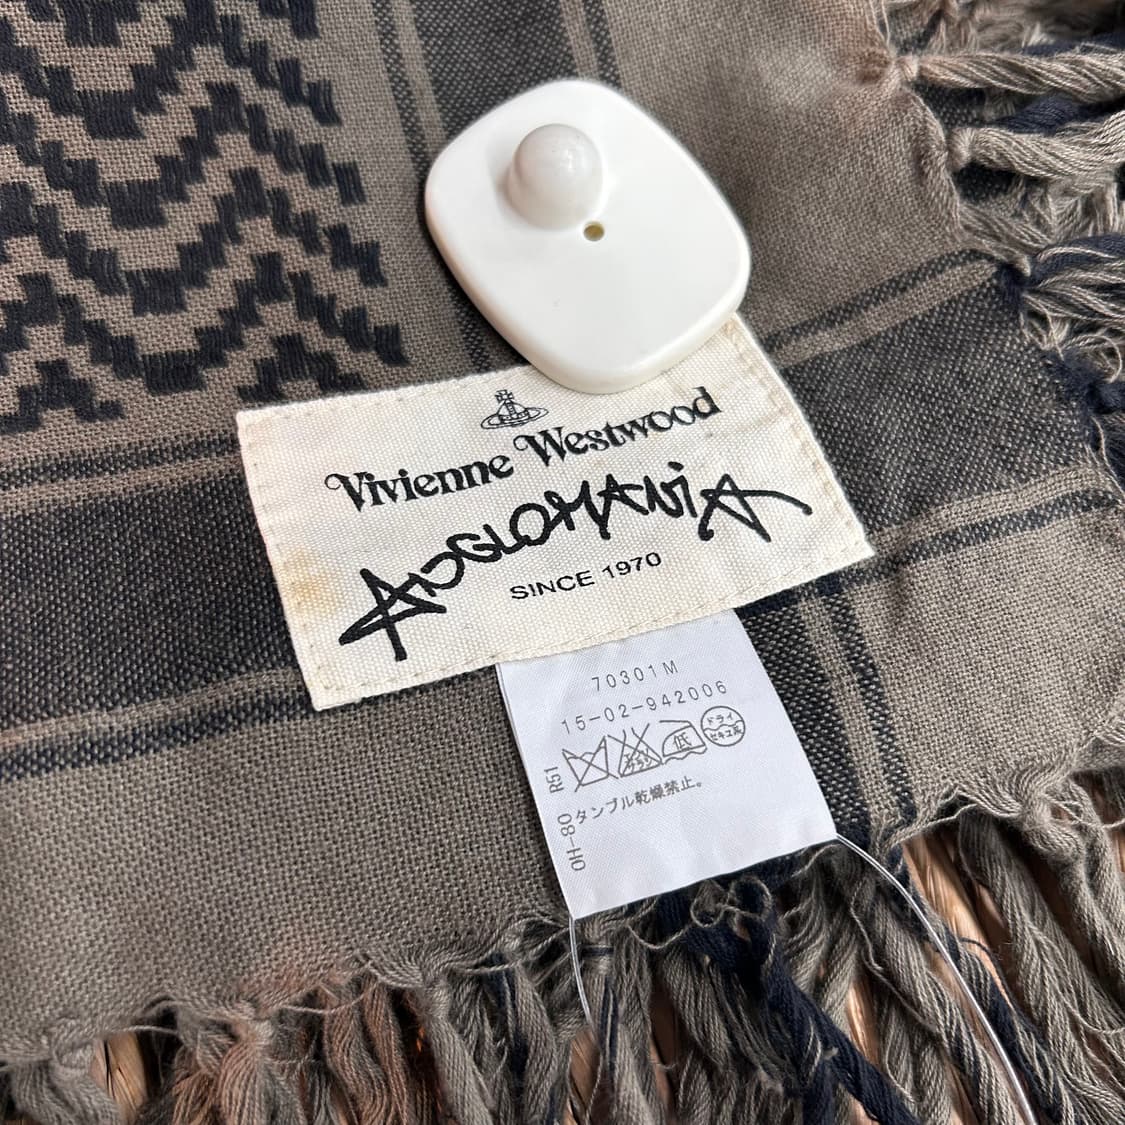 Vivienne Westwood
ANGLOMANIA
SINCE 1970
70301M
15-02-942006
低
ドライ
セキユ系
タンブル乾燥禁止。
R51
OH-80